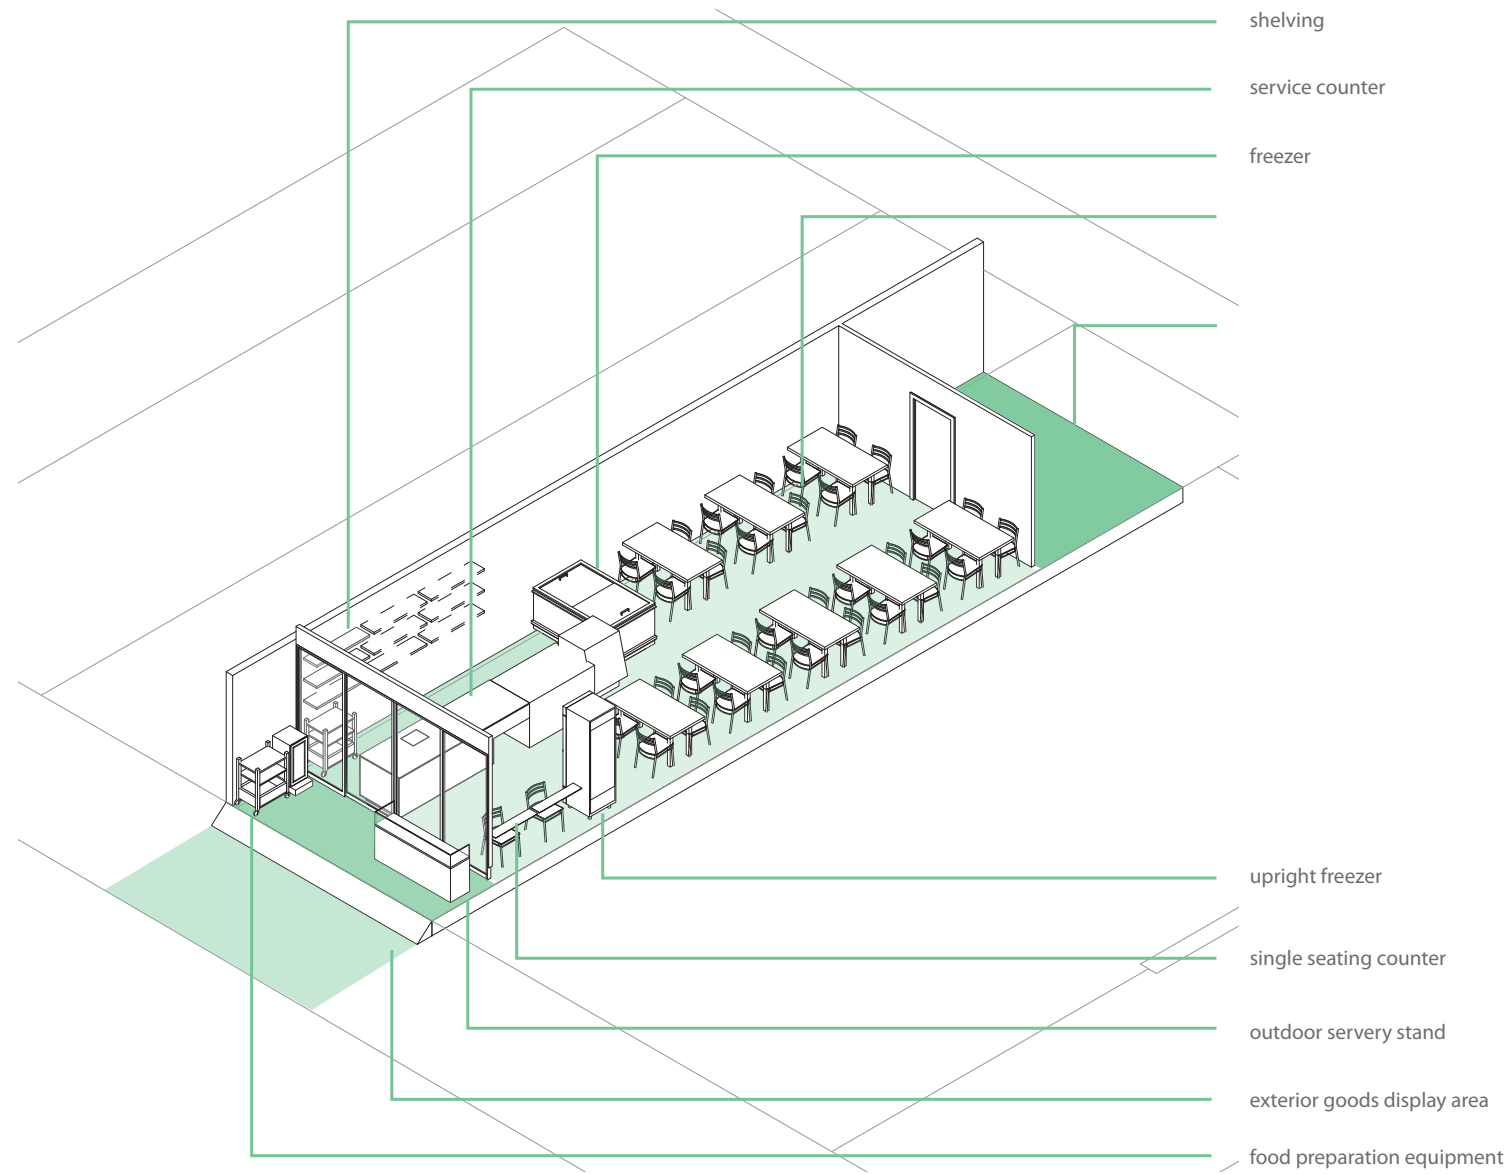 shelving
service counter
freezer
upright freezer
single seating counter
outdoor servery stand
exterior goods display area
food preparation equipment